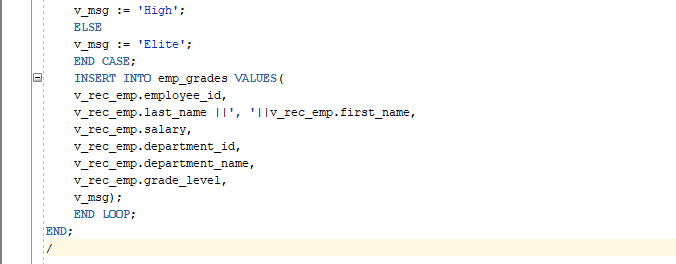 v_msg := 'High';
ELSE
v_msg := 'Elite';
END CASE;
INSERT INTO emp_grades VALUES(
v_rec_emp.employee_id,
v_rec_emp.last_name ||', '||v_rec_emp.first_name,
v_rec_emp.salary,
v_rec_emp.department_id,
v_rec_emp.department_name,
v_rec_emp.grade_level,
v_msg);
END LOOP;
END;
/